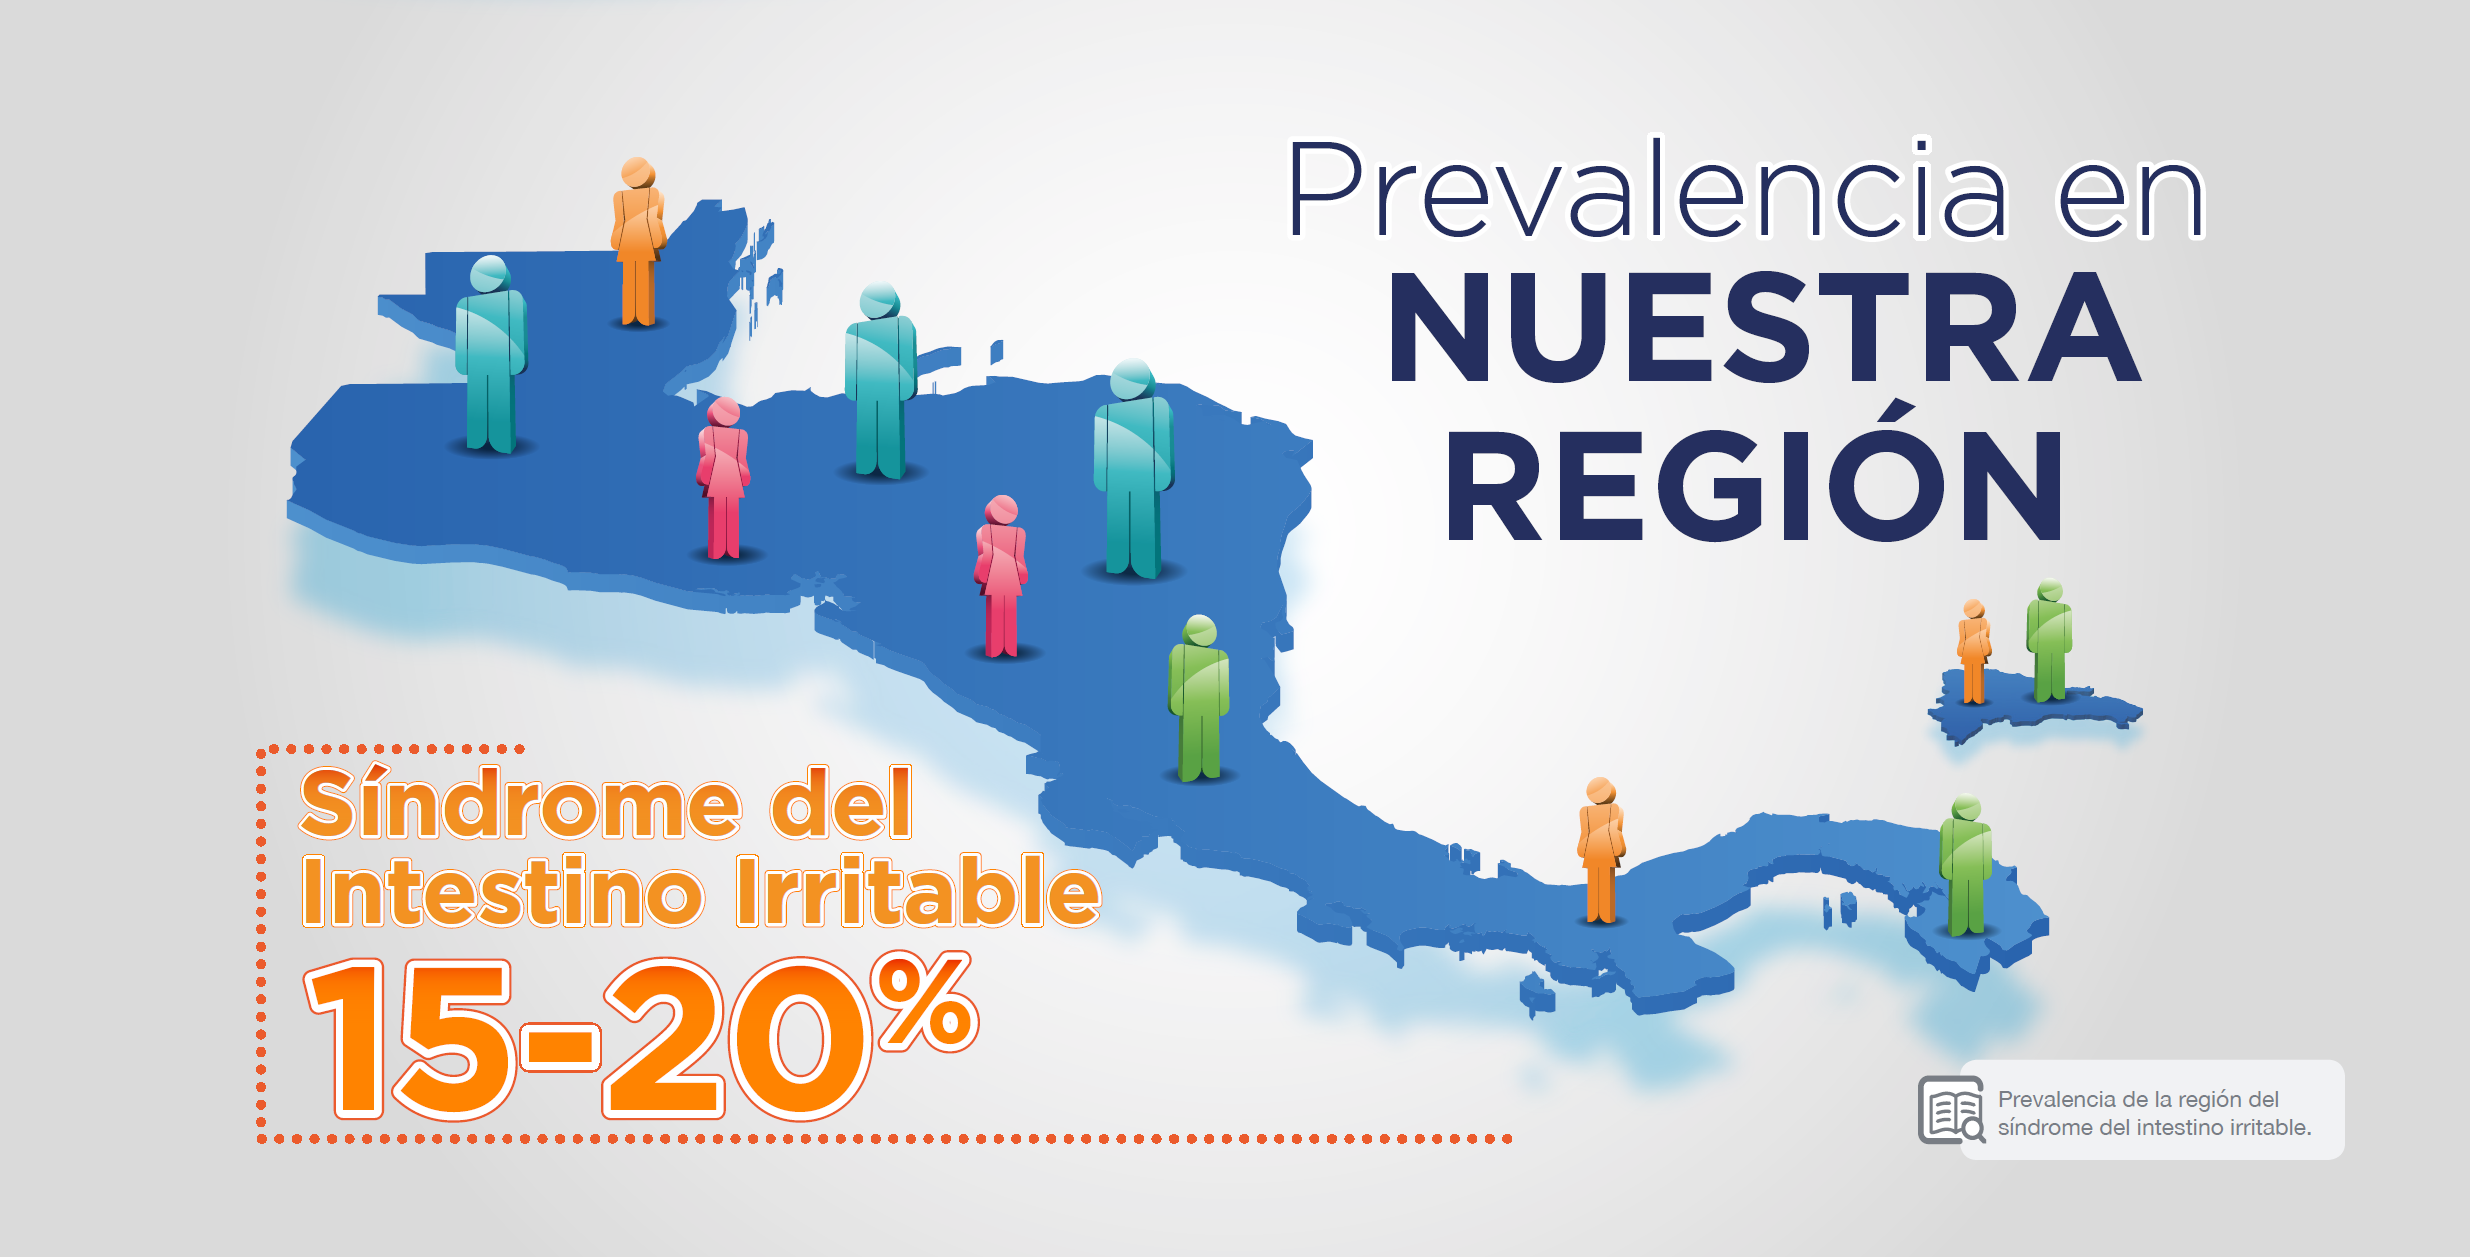 Prevalencia en
NUESTRA
REGIÓN
Síndrome del
Intestino Irritable
15-20%
Prevalencia de la región del
síndrome del intestino irritable.